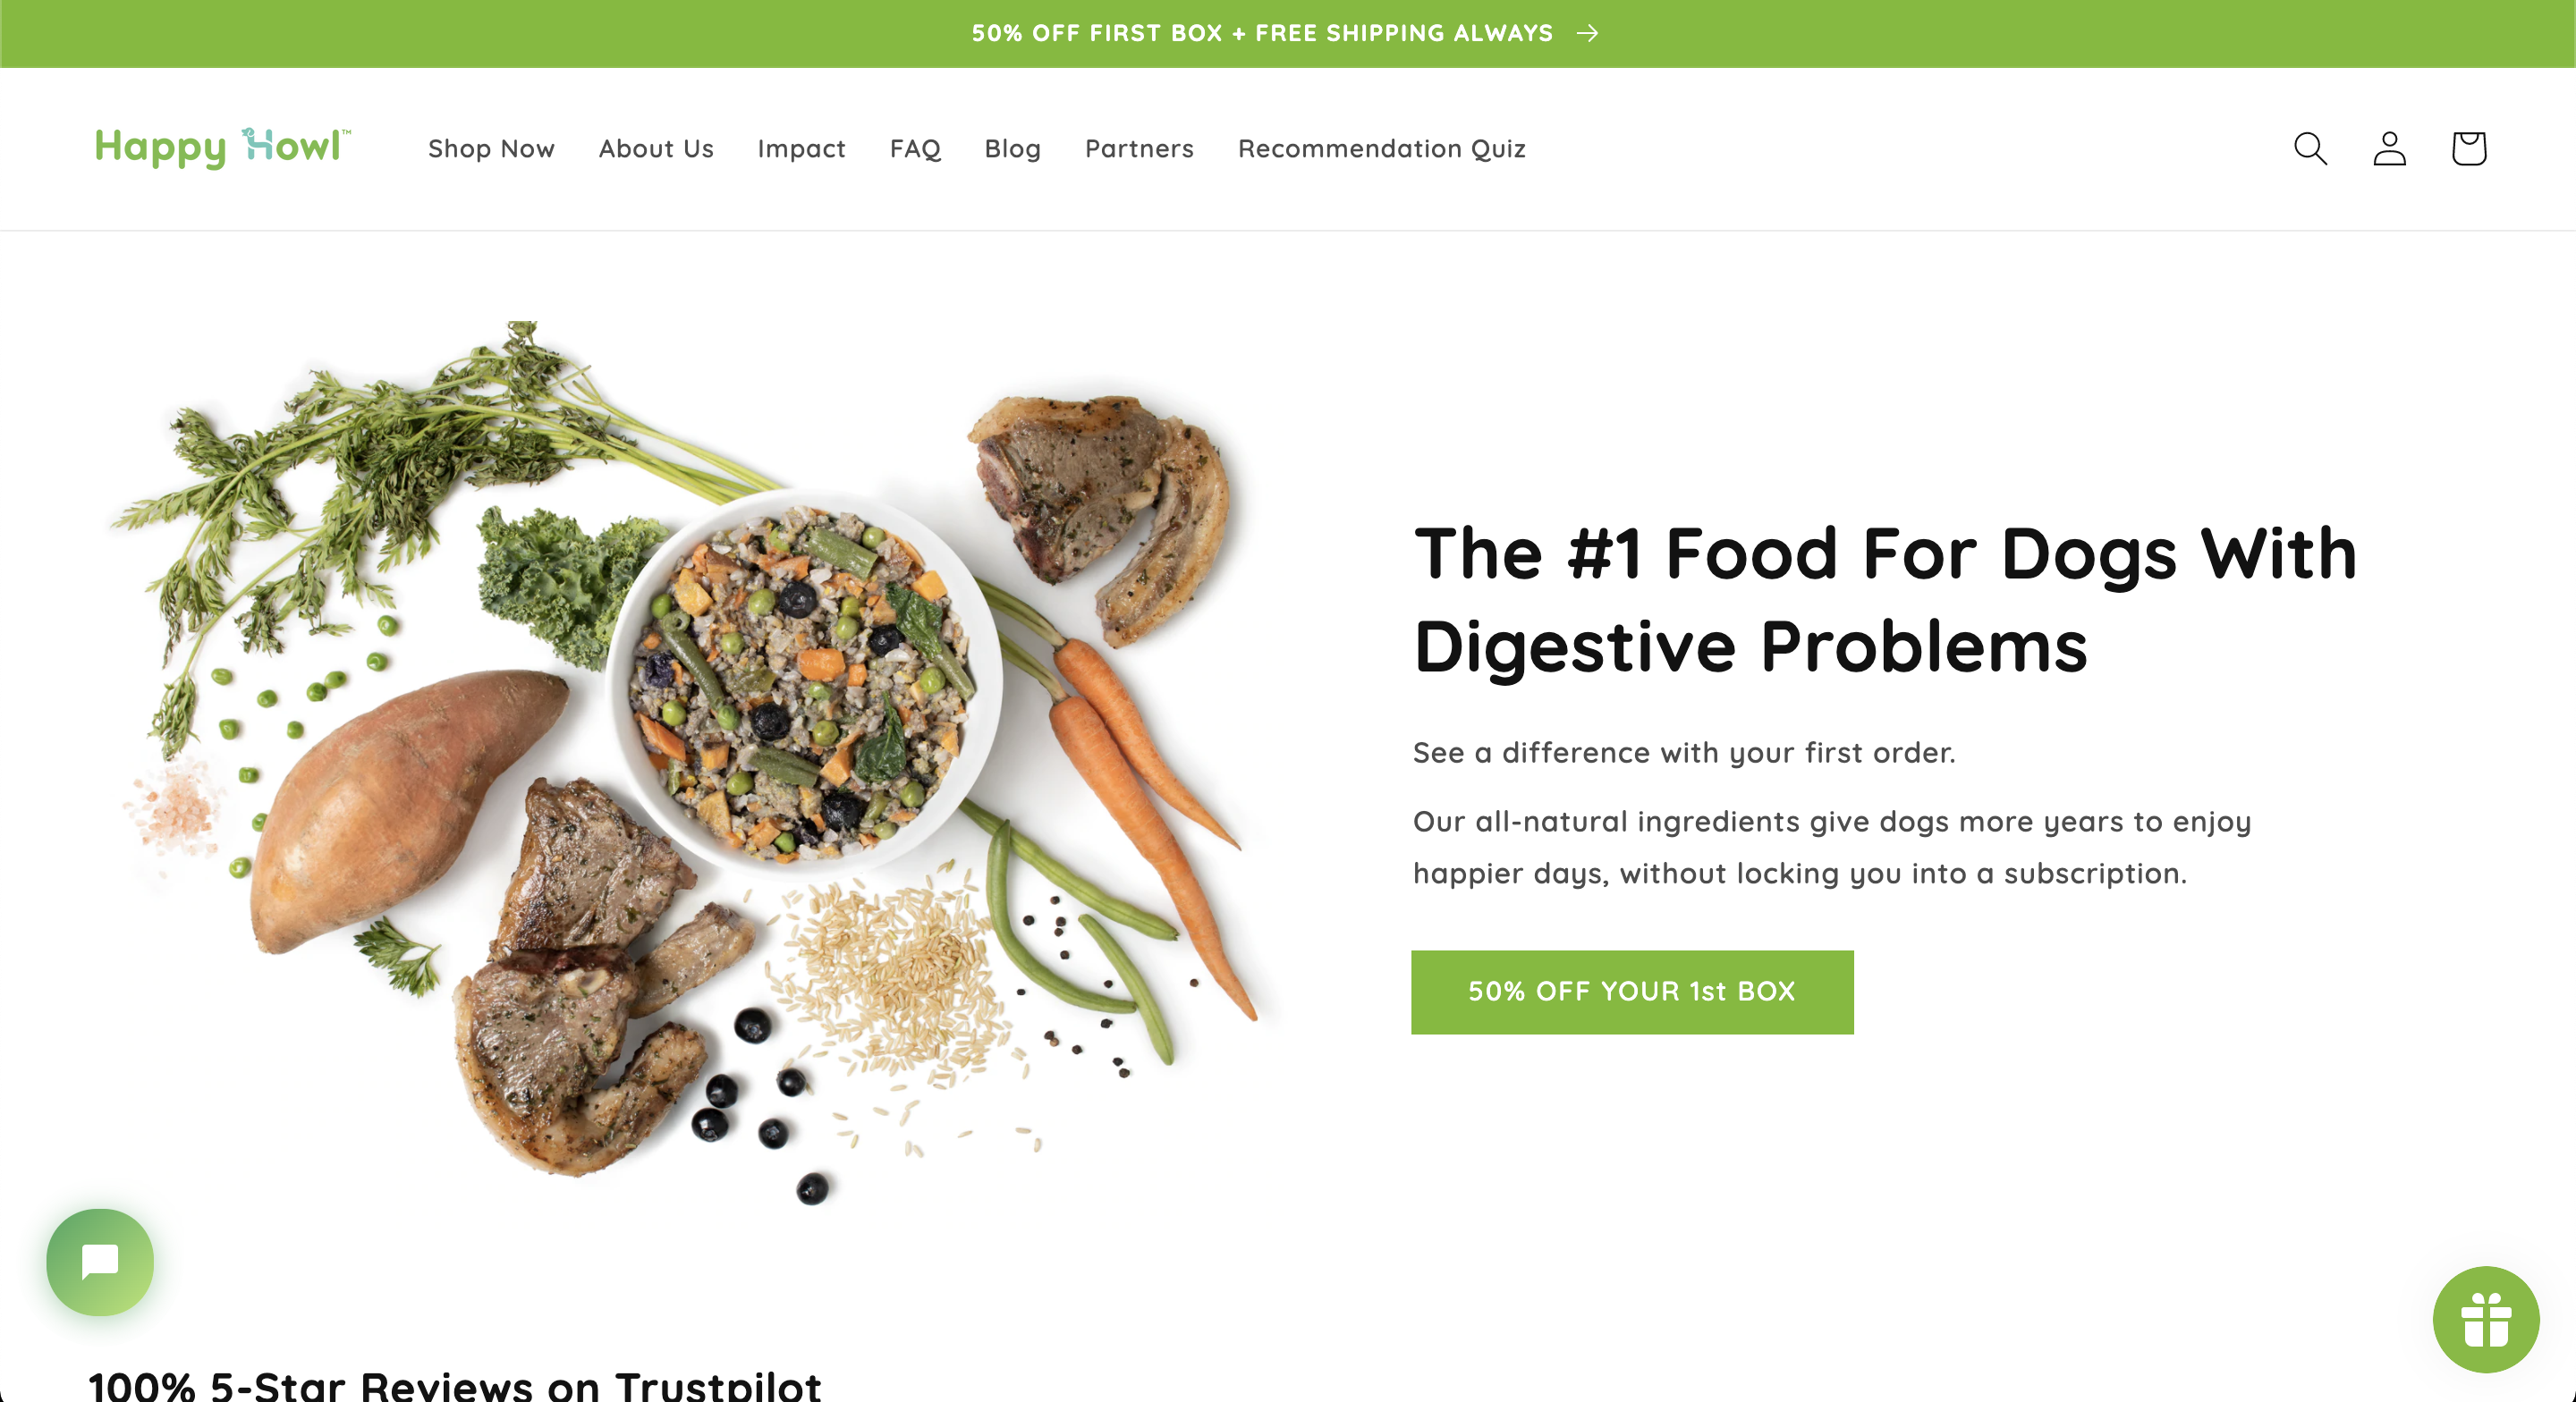 50% OFF FIRST BOX + FREE SHIPPING ALWAYS
Happy Howl™
Shop Now
About Us
Impact
FAQ
Blog
Partners
Recommendation Quiz
The #1 Food For Dogs With
Digestive Problems
See a difference with your first order.
Our all-natural ingredients give dogs more years to enjoy
happier days, without locking you into a subscription.
50% OFF YOUR 1st BOX
100% 5-Star Reviews on Trustpilot